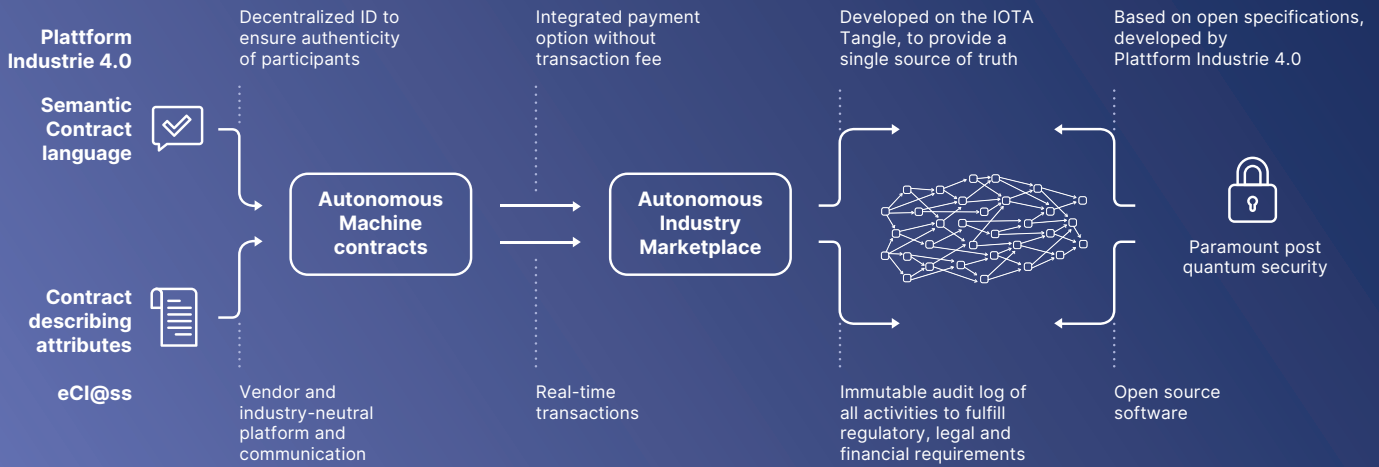 Plattform
Industrie 4.0
Decentralized ID to
ensure authenticity
of participants
Integrated payment
option without
transaction fee
Developed on the IOTA
Tangle, to provide a
single source of truth
Based on open specifications,
developed by
Plattform Industrie 4.0
Semantic
Contract
language
Autonomous
Machine
contracts
Autonomous
Industry
Marketplace
Paramount post
quantum security
Contract
describing
attributes
eCl@ss
Vendor and
industry-neutral
platform and
communication
Real-time
transactions
Immutable audit log of
all activities to fulfill
regulatory, legal and
financial requirements
Open source
software